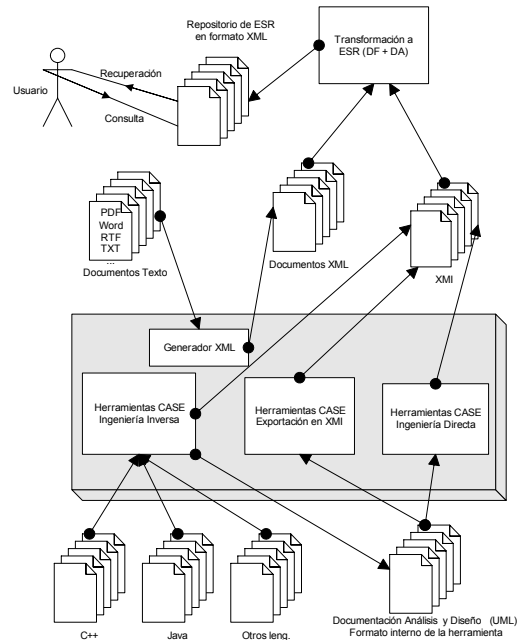 Repositorio de ESR
en formato XML
Transformación a
ESR (DF + DA)
Recuperación
Usuario
Consulta
PDF
Word
RTF
TXT
...
Documentos Texto
Documentos XML
XMI
Generador XML
Herramientas CASE
Ingeniería Inversa
Herramientas CASE
Exportación en XMI
Herramientas CASE
Ingeniería Directa
C++
Java
Otros leng.
Documentación Análisis y Diseño (UML)
Formato interno de la herramienta